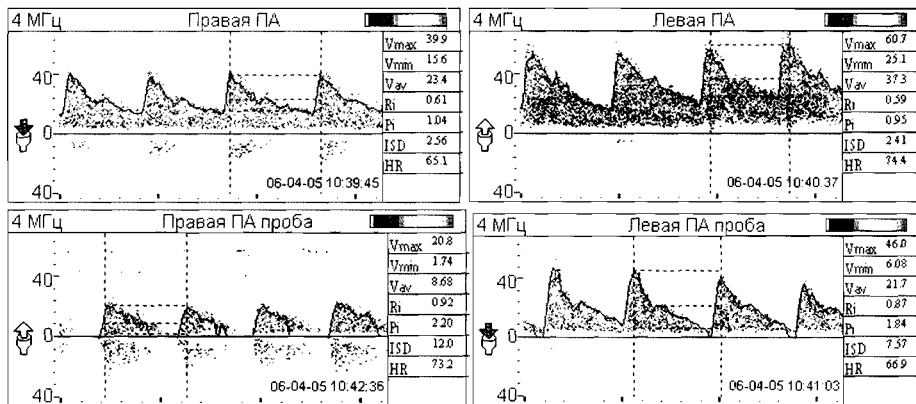 4 МГц Правая ПА
Vmax 39.9
Vmin 15.6
Vav 23.4
Ri 0.61
Pi 1.04
ISD 2.56
HR 65.1
40
0
40
06-04-05 10:39:45
4 МГц Левая ПА
Vmax 60.7
Vmin 25.1
Vav 37.3
Ri 0.59
Pi 0.95
ISD 2.41
HR 74.4
40
0
40
06-04-05 10:40:37
4 МГц Правая ПА проба
Vmax 20.8
Vmin 1.74
Vav 8.68
Ri 0.92
Pi 2.20
ISD 12.0
HR 73.2
40
0
40
06-04-05 10:42:36
4 МГц Левая ПА проба
Vmax 46.0
Vmin 6.08
Vav 21.7
Ri 0.87
Pi 1.84
ISD 7.57
HR 66.9
40
0
40
06-04-05 10:41:03